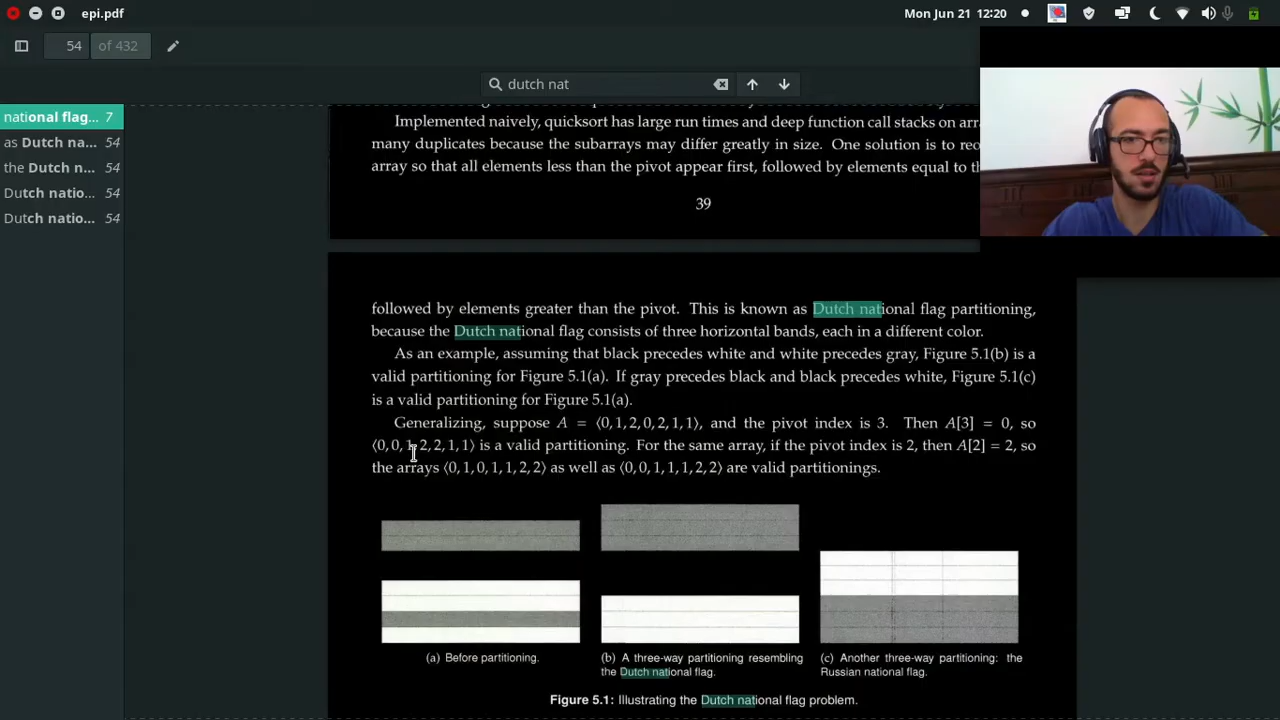 epi.pdf
Mon Jun 21 12:20
54 of 432
dutch nat
national flag... 7
as Dutch na... 54
the Dutch n... 54
Dutch natio... 54
Dutch natio... 54
Implemented naively, quicksort has large run times and deep function call stacks on arr
many duplicates because the subarrays may differ greatly in size. One solution is to reo
array so that all elements less than the pivot appear first, followed by elements equal to th
39
followed by elements greater than the pivot. This is known as Dutch national flag partitioning,
because the Dutch national flag consists of three horizontal bands, each in a different color.
As an example, assuming that black precedes white and white precedes gray, Figure 5.1(b) is a
valid partitioning for Figure 5.1(a). If gray precedes black and black precedes white, Figure 5.1(c)
is a valid partitioning for Figure 5.1(a).
Generalizing, suppose A = ⟨0, 1, 2, 0, 2, 1, 1⟩, and the pivot index is 3. Then A[3] = 0, so
⟨0, 0, 1, 2, 2, 1, 1⟩ is a valid partitioning. For the same array, if the pivot index is 2, then A[2] = 2, so
the arrays ⟨0, 1, 0, 1, 1, 2, 2⟩ as well as ⟨0, 0, 1, 1, 1, 2, 2⟩ are valid partitionings.
(a) Before partitioning.
(b) A three-way partitioning resembling
the Dutch national flag.
(c) Another three-way partitioning: the
Russian national flag.
Figure 5.1: Illustrating the Dutch national flag problem.